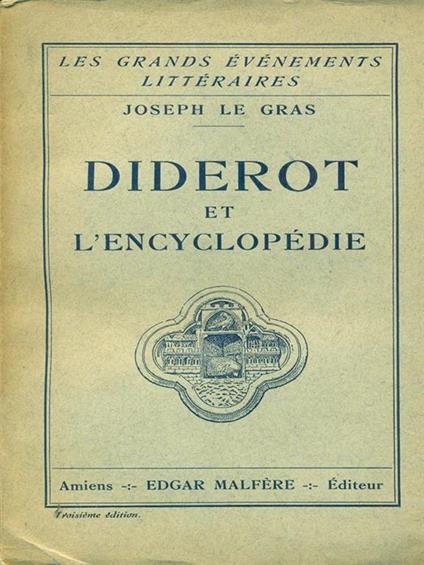 LES GRANDS ÉVÉNEMENTS
LITTÉRAIRES
JOSEPH LE GRAS
DIDEROT
ET
L'ENCYCLOPÉDIE
Amiens -:- EDGAR MALFÈRE -:- Éditeur
Troisième édition.